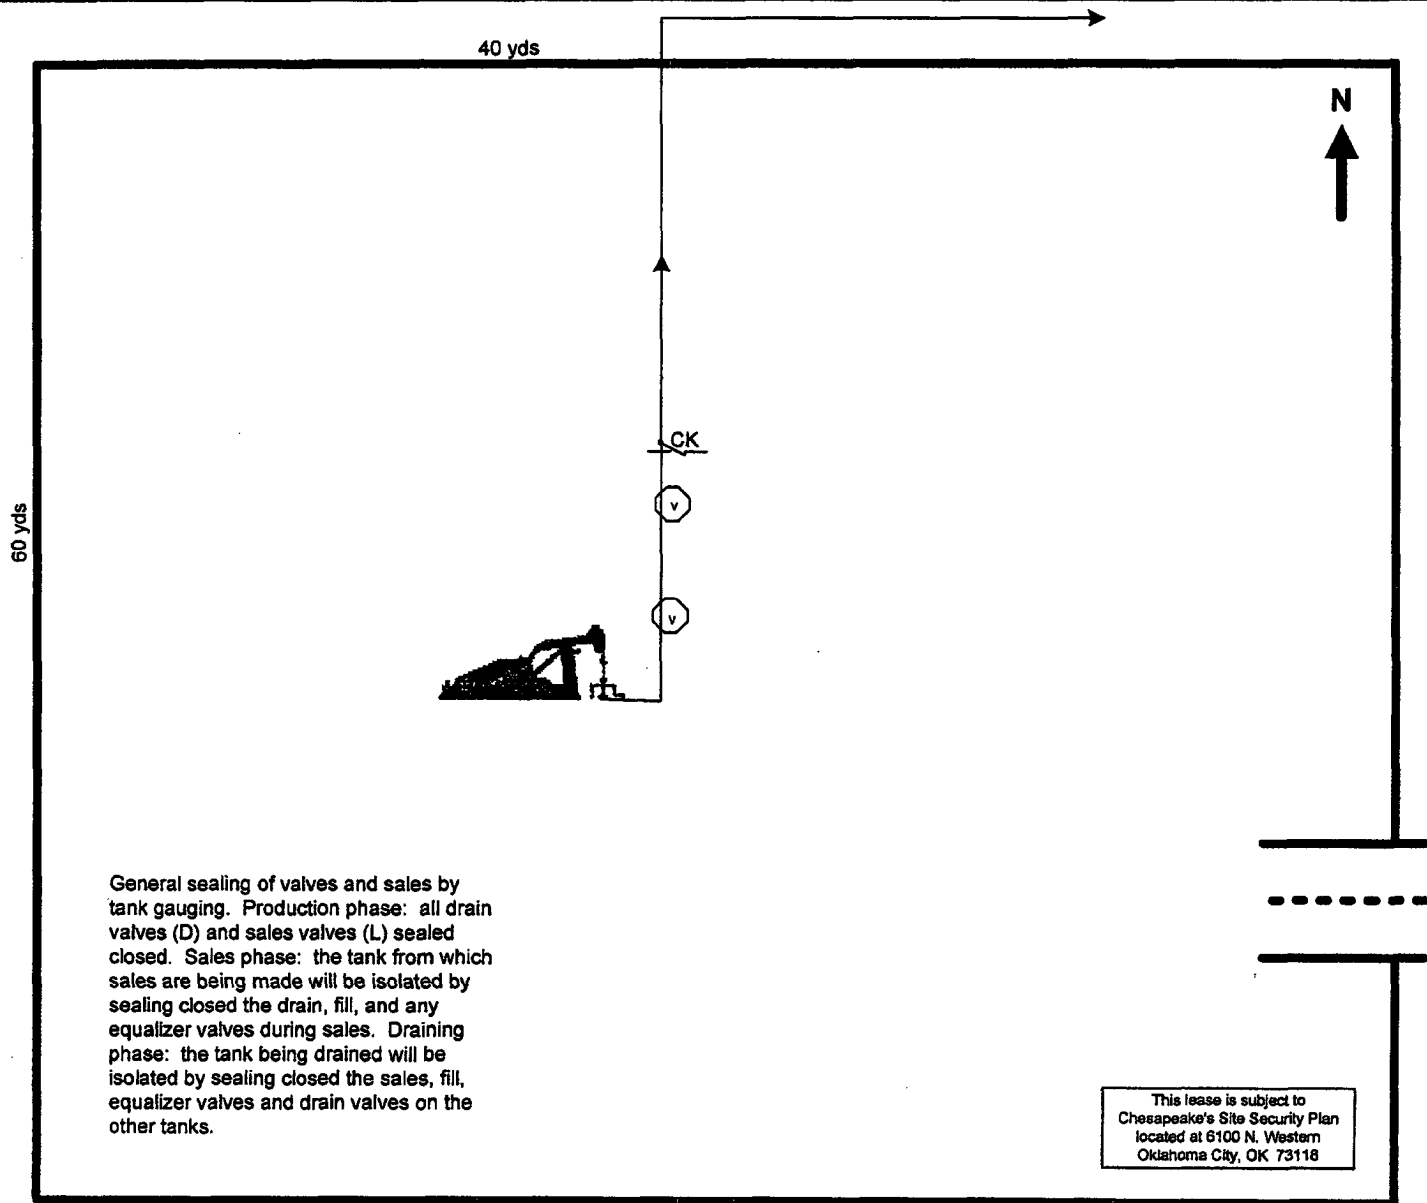 40 yds
N
CK
v
60 yds
v
General sealing of valves and sales by
tank gauging. Production phase: all drain
valves (D) and sales valves (L) sealed
closed. Sales phase: the tank from which
sales are being made will be isolated by
sealing closed the drain, fill, and any
equalizer valves during sales. Draining
phase: the tank being drained will be
isolated by sealing closed the sales, fill,
equalizer valves and drain valves on the
other tanks.
This lease is subject to
Chesapeake's Site Security Plan
located at 6100 N. Western
Oklahoma City, OK 73118